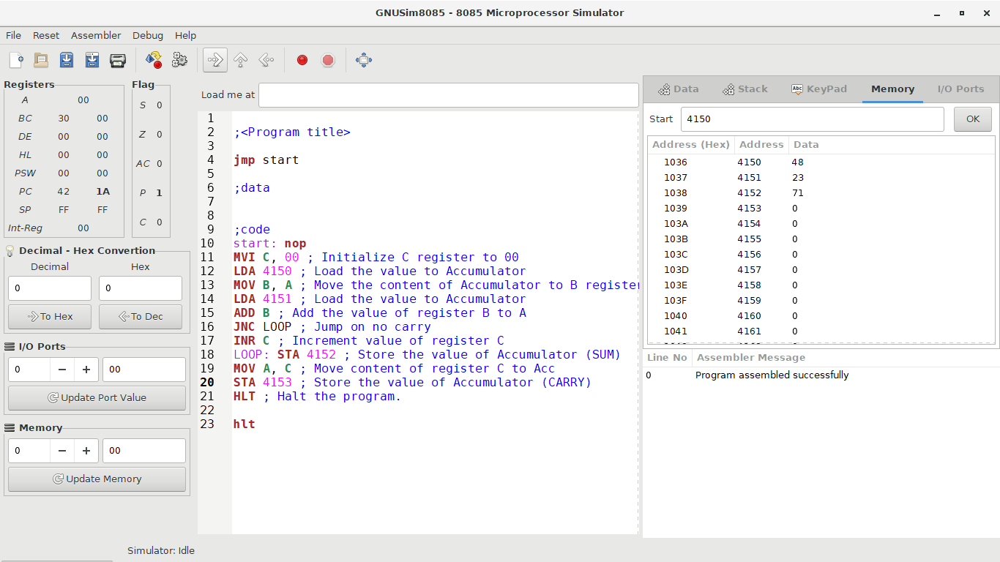 GNUSim8085 - 8085 Microprocessor Simulator
File Reset Assembler Debug Help
Registers
A 00
BC 30 00
DE 00 00
HL 00 00
PSW 00 00
PC 42 1A
SP FF FF
Int-Reg 00
Flag
S 0
Z 0
AC 0
P 1
C 0
Decimal - Hex Convertion
Decimal Hex
0 0
To Hex To Dec
I/O Ports
0 00
Update Port Value
Memory
0 00
Update Memory
Load me at
1
2 ;<Program title>
3
4 jmp start
5
6 ;data
7
8
9 ;code
10 start: nop
11 MVI C, 00 ; Initialize C register to 00
12 LDA 4150 ; Load the value to Accumulator
13 MOV B, A ; Move the content of Accumulator to B register
14 LDA 4151 ; Load the value to Accumulator
15 ADD B ; Add the value of register B to A
16 JNC LOOP ; Jump on no carry
17 INR C ; Increment value of register C
18 LOOP: STA 4152 ; Store the value of Accumulator (SUM)
19 MOV A, C ; Move content of register C to Acc
20 STA 4153 ; Store the value of Accumulator (CARRY)
21 HLT ; Halt the program.
22
23 hlt
Data Stack Abc KeyPad Memory I/O Ports
Start 4150 OK
Address (Hex) Address Data
1036 4150 48
1037 4151 23
1038 4152 71
1039 4153 0
103A 4154 0
103B 4155 0
103C 4156 0
103D 4157 0
103E 4158 0
103F 4159 0
1040 4160 0
1041 4161 0
Line No Assembler Message
0 Program assembled successfully
Simulator: Idle